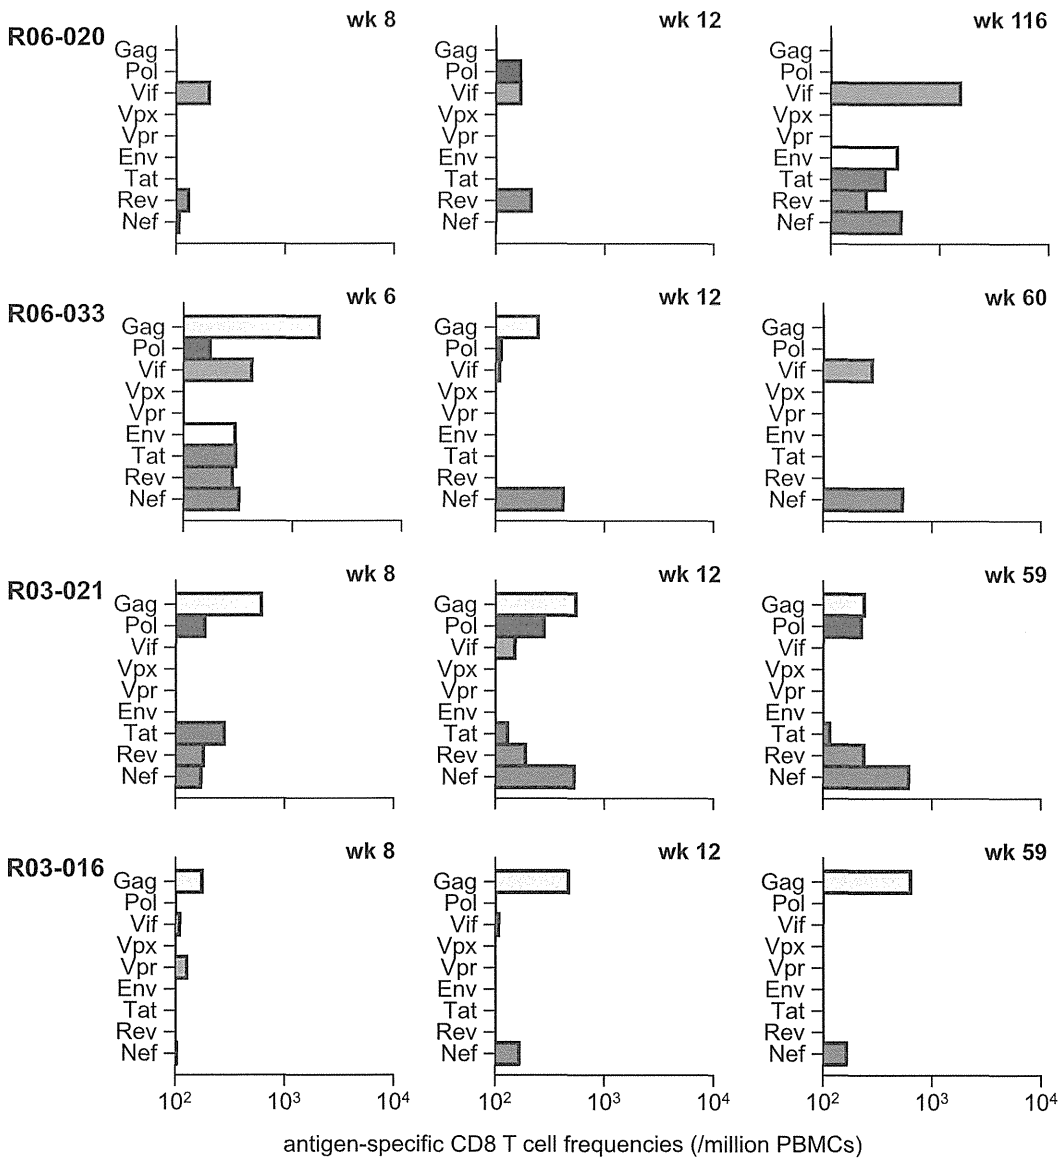 R06-020
wk 8
Gag
Pol
Vif
Vpx
Vpr
Env
Tat
Rev
Nef
wk 12
Gag
Pol
Vif
Vpx
Vpr
Env
Tat
Rev
Nef
wk 116
Gag
Pol
Vif
Vpx
Vpr
Env
Tat
Rev
Nef
R06-033
wk 6
Gag
Pol
Vif
Vpx
Vpr
Env
Tat
Rev
Nef
wk 12
Gag
Pol
Vif
Vpx
Vpr
Env
Tat
Rev
Nef
wk 60
Gag
Pol
Vif
Vpx
Vpr
Env
Tat
Rev
Nef
R03-021
wk 8
Gag
Pol
Vif
Vpx
Vpr
Env
Tat
Rev
Nef
wk 12
Gag
Pol
Vif
Vpx
Vpr
Env
Tat
Rev
Nef
wk 59
Gag
Pol
Vif
Vpx
Vpr
Env
Tat
Rev
Nef
R03-016
wk 8
Gag
Pol
Vif
Vpx
Vpr
Env
Tat
Rev
Nef
10² 10³ 10⁴
wk 12
Gag
Pol
Vif
Vpx
Vpr
Env
Tat
Rev
Nef
10² 10³ 10⁴
wk 59
Gag
Pol
Vif
Vpx
Vpr
Env
Tat
Rev
Nef
10² 10³ 10⁴
antigen-specific CD8 T cell frequencies (/million PBMCs)